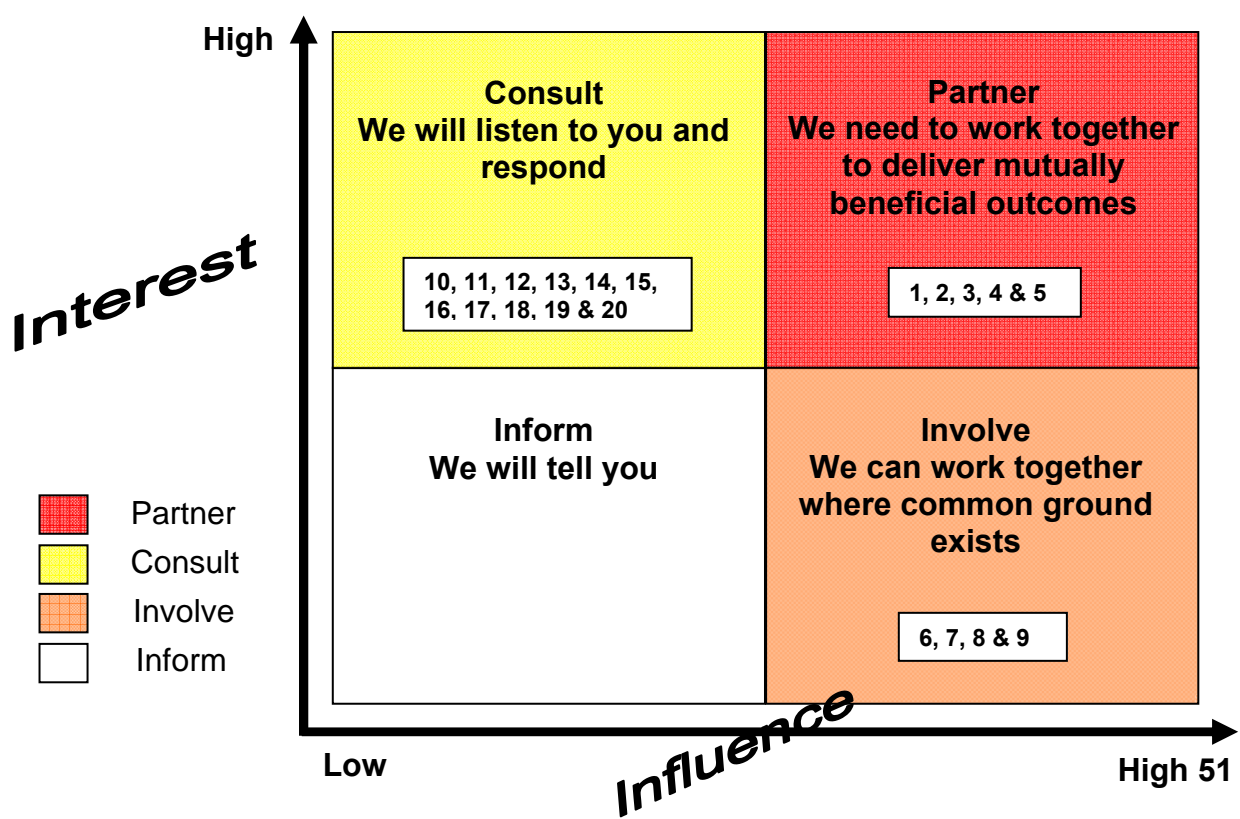 High
Consult
We will listen to you and
respond
10, 11, 12, 13, 14, 15,
16, 17, 18, 19 & 20
Partner
We need to work together
to deliver mutually
beneficial outcomes
1, 2, 3, 4 & 5
Interest
Inform
We will tell you
Involve
We can work together
where common ground
exists
6, 7, 8 & 9
Partner
Consult
Involve
Inform
Low
Influence
High 51